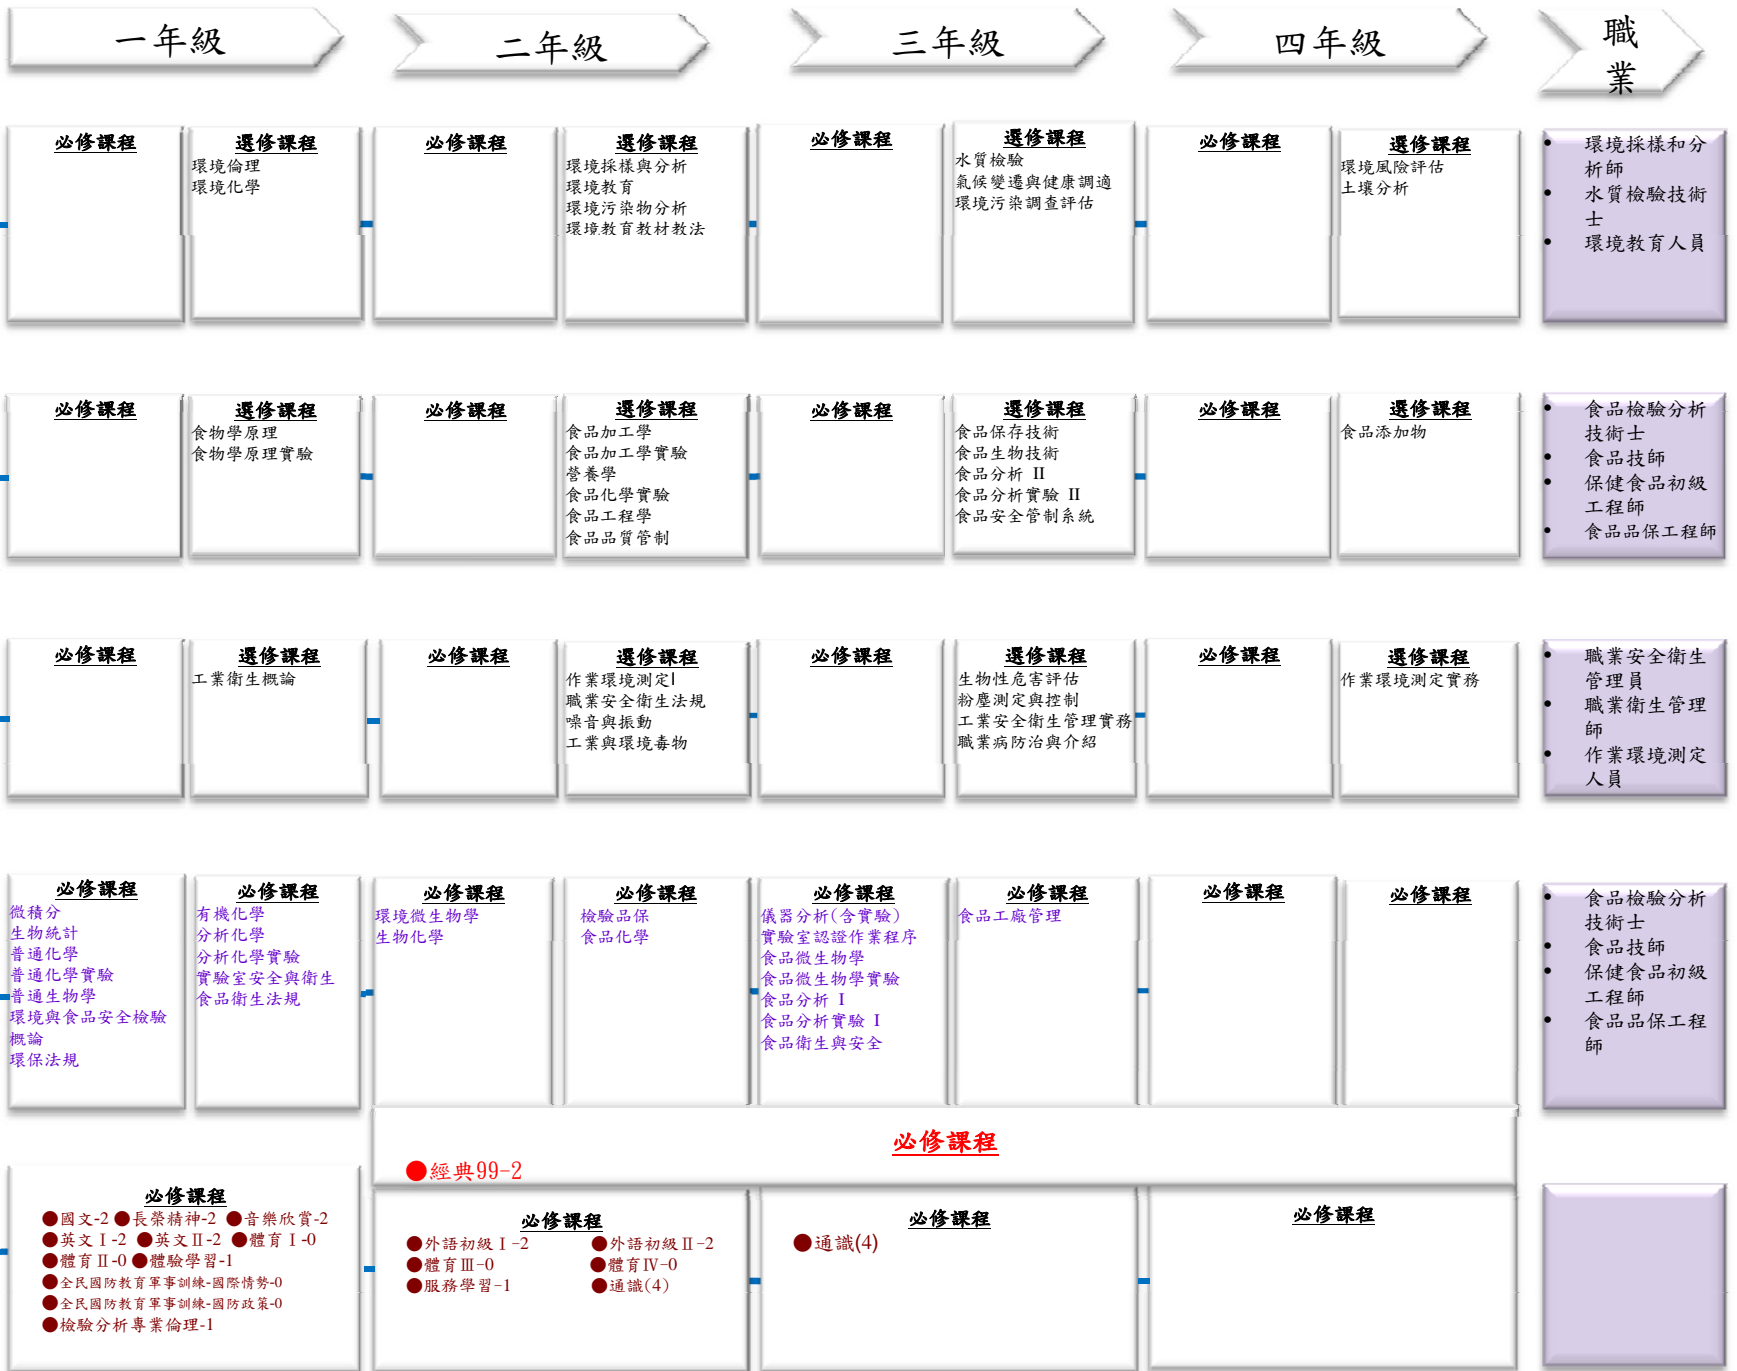 一年級
二年級
三年級
四年級
職
業
必修課程
選修課程
環境倫理
環境化學
必修課程
選修課程
環境採樣與分析
環境教育
環境污染物分析
環境教育教材教法
必修課程
選修課程
水質檢驗
氣候變遷與健康調適
環境污染調查評估
必修課程
選修課程
環境風險評估
土壤分析
• 環境採樣和分
析師
• 水質檢驗技術
士
• 環境教育人員
必修課程
選修課程
食物學原理
食物學原理實驗
必修課程
選修課程
食品加工學
食品加工學實驗
營養學
食品化學實驗
食品工程學
食品品質管制
必修課程
選修課程
食品保存技術
食品生物技術
食品分析 II
食品分析實驗 II
食品安全管制系統
必修課程
選修課程
食品添加物
• 食品檢驗分析
技術士
• 食品技師
• 保健食品初級
工程師
• 食品品保工程師
必修課程
選修課程
工業衛生概論
必修課程
選修課程
作業環境測定I
職業安全衛生法規
噪音與振動
工業與環境毒物
必修課程
選修課程
生物性危害評估
粉塵測定與控制
工業安全衛生管理實務
職業病防治與介紹
必修課程
選修課程
作業環境測定實務
• 職業安全衛生
管理員
• 職業衛生管理
師
• 作業環境測定
人員
必修課程
微積分
生物統計
普通化學
普通化學實驗
普通生物學
環境與食品安全檢驗
概論
環保法規
必修課程
有機化學
分析化學
分析化學實驗
實驗室安全與衛生
食品衛生法規
必修課程
環境微生物學
生物化學
必修課程
檢驗品保
食品化學
必修課程
儀器分析(含實驗)
實驗室認證作業程序
食品微生物學
食品微生物學實驗
食品分析 I
食品分析實驗 I
食品衛生與安全
必修課程
食品工廠管理
必修課程
必修課程
• 食品檢驗分析
技術士
• 食品技師
• 保健食品初級
工程師
• 食品品保工程
師
必修課程
●經典99-2
必修課程
●國文-2 ●長榮精神-2 ●音樂欣賞-2
●英文Ⅰ-2 ●英文Ⅱ-2 ●體育Ⅰ-0
●體育Ⅱ-0 ●體驗學習-1
●全民國防教育軍事訓練-國際情勢-0
●全民國防教育軍事訓練-國防政策-0
●檢驗分析專業倫理-1
必修課程
●外語初級Ⅰ-2 ●外語初級Ⅱ-2
●體育Ⅲ-0 ●體育Ⅳ-0
●服務學習-1 ●通識(4)
必修課程
●通識(4)
必修課程